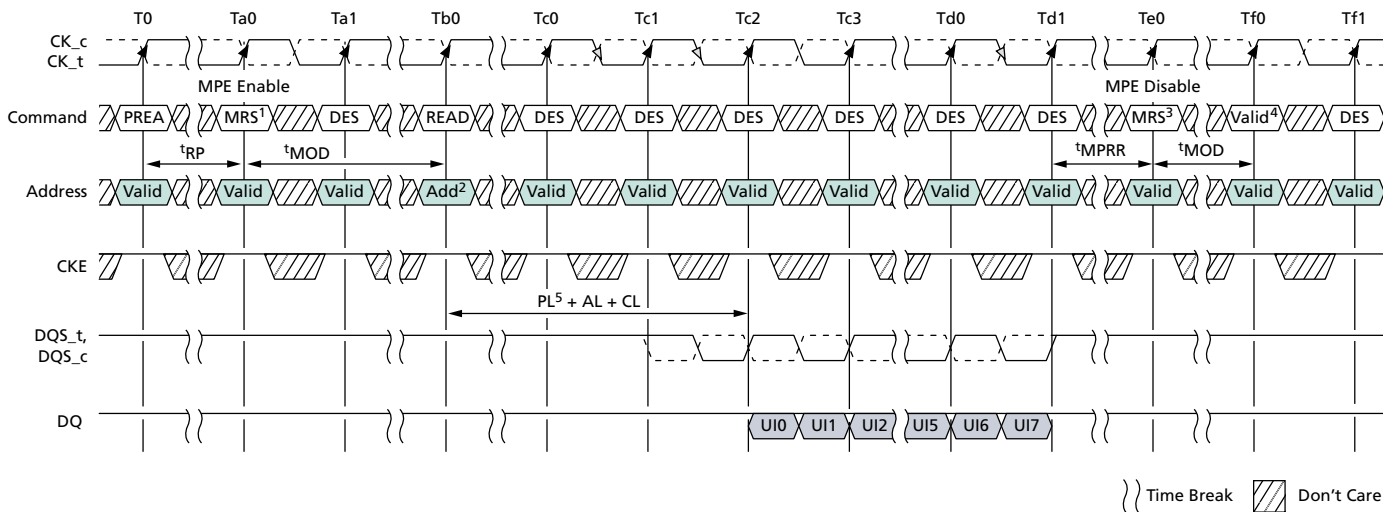 T0 Ta0 Ta1 Tb0 Tc0 Tc1 Tc2 Tc3 Td0 Td1 Te0 Tf0 Tf1
CK_c
CK_t
MPE Enable MPE Disable
Command PREA MRS1 DES READ DES DES DES DES DES DES MRS3 Valid4 DES
tRP tMOD tMPRR tMOD
Address Valid Valid Valid Add2 Valid Valid Valid Valid Valid Valid Valid Valid Valid
CKE
PL5 + AL + CL
DQS_t,
DQS_c
DQ UI0 UI1 UI2 UI5 UI6 UI7
Time Break Don't Care